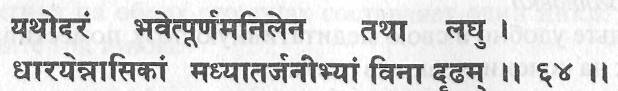 यथोदरं भवेत्पूर्णमनिलेन तथा लघु
धारयेन्नासिकां मध्यातर्जनीभ्यां विना दृढम् ।। ६४ ।।